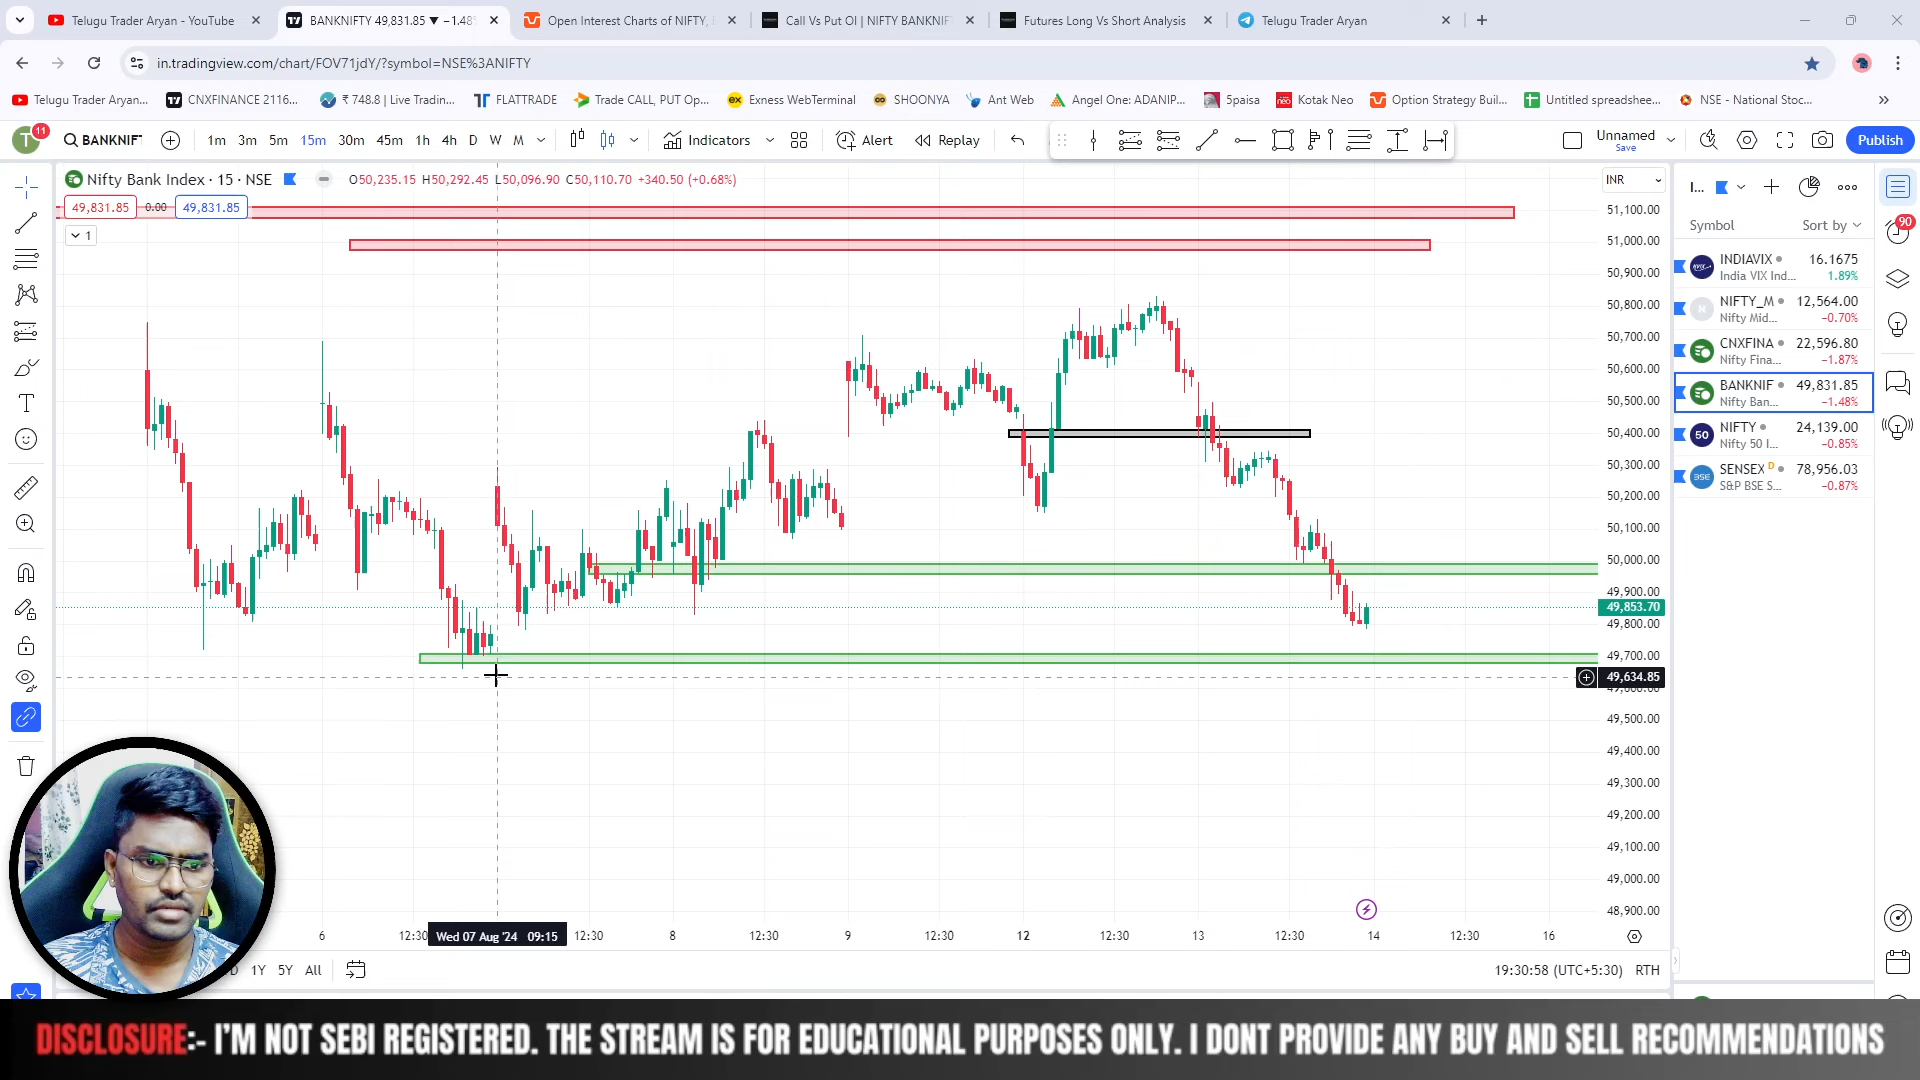 Telugu Trader Aryan - YouTube
BANKNIFTY 49,831.85 ▼ −1.48%
Open Interest Charts of NIFTY,
Call Vs Put OI | NIFTY BANKNIF
Futures Long Vs Short Analysis
Telugu Trader Aryan
in.tradingview.com/chart/FOV71jdY/?symbol=NSE%3ANIFTY
Telugu Trader Aryan...
CNXFINANCE 2116...
₹ 748.8 | Live Tradin...
FLATTRADE
Trade CALL, PUT Op...
Exness WebTerminal
SHOONYA
Ant Web
Angel One: ADANIP...
5paisa
Kotak Neo
Option Strategy Buil...
Untitled spreadshee...
NSE - National Stoc...
T 11
BANKNIF
1m 3m 5m 15m 30m 45m 1h 4h D W M
Indicators
Alert
Replay
Unnamed
Save
Publish
Nifty Bank Index · 15 · NSE
O50,235.15 H50,292.45 L50,096.90 C50,110.70 +340.50 (+0.68%)
49,831.85 0.00 49,831.85
1
INR
51,100.00
51,000.00
50,900.00
50,800.00
50,700.00
50,600.00
50,500.00
50,400.00
50,300.00
50,200.00
50,100.00
50,000.00
49,900.00
49,853.70
49,800.00
49,700.00
49,634.85
49,600.00
49,500.00
49,400.00
49,300.00
49,200.00
49,100.00
49,000.00
48,900.00
I...
Symbol Sort by
90
INDIAVIX 16.1675
India VIX Ind... 1.89%
NIFTY_M 12,564.00
Nifty Mid... −0.70%
CNXFINA 22,596.80
Nifty Fina... −1.87%
BANKNIF 49,831.85
Nifty Ban... −1.48%
50 NIFTY 24,139.00
Nifty 50 I... −0.85%
BSE SENSEX D 78,956.03
S&P BSE S... −0.87%
6 12:30 Wed 07 Aug '24 09:15 12:30 8 12:30 9 12:30 12 12:30 13 12:30 14 12:30 16
D 1Y 5Y All
19:30:58 (UTC+5:30) RTH
DISCLOSURE:- I'M NOT SEBI REGISTERED. THE STREAM IS FOR EDUCATIONAL PURPOSES ONLY. I DONT PROVIDE ANY BUY AND SELL RECOMMENDATIONS